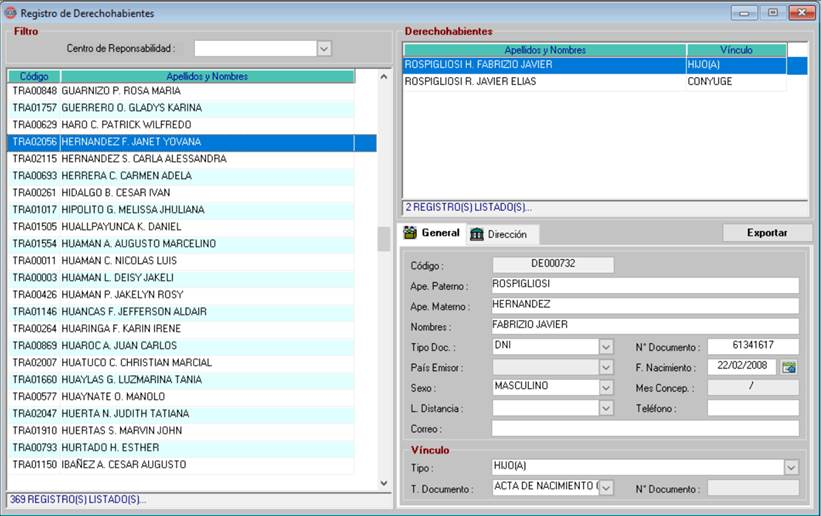 Registro de Derechohabientes
Filtro
Centro de Reponsabilidad :
Código Apellidos y Nombres
TRA00848 GUARNIZO P. ROSA MARIA
TRA01757 GUERRERO O. GLADYS KARINA
TRA00629 HARO C. PATRICK WILFREDO
TRA02056 HERNANDEZ F. JANET YOVANA
TRA02115 HERNANDEZ S. CARLA ALESSANDRA
TRA00693 HERRERA C. CARMEN ADELA
TRA00261 HIDALGO B. CESAR IVAN
TRA01017 HIPOLITO G. MELISSA JHULIANA
TRA01505 HUALLPAYUNCA K. DANIEL
TRA01554 HUAMAN A. AUGUSTO MARCELINO
TRA00011 HUAMAN C. NICOLAS LUIS
TRA00003 HUAMAN L. DEISY JAKELI
TRA00426 HUAMAN P. JAKELYN ROSY
TRA01146 HUANCAS F. JEFFERSON ALDAIR
TRA00264 HUARINGA F. KARIN IRENE
TRA00869 HUAROC A. JUAN CARLOS
TRA02007 HUATUCO C. CHRISTIAN MARCIAL
TRA01660 HUAYLAS G. LUZMARINA TANIA
TRA00577 HUAYNATE O. MANOLO
TRA02047 HUERTA N. JUDITH TATIANA
TRA01910 HUERTAS S. MARVIN JOHN
TRA00793 HURTADO H. ESTHER
TRA01150 IBAÑEZ A. CESAR AUGUSTO
369 REGISTRO(S) LISTADO(S)...
Derechohabientes
Apellidos y Nombres Vínculo
ROSPIGLIOSI H. FABRIZIO JAVIER HIJO(A)
ROSPIGLIOSI R. JAVIER ELIAS CONYUGE
2 REGISTRO(S) LISTADO(S)...
General Dirección Exportar
Código : DE000732
Ape. Paterno : ROSPIGLIOSI
Ape. Materno : HERNANDEZ
Nombres : FABRIZIO JAVIER
Tipo Doc. : DNI N° Documento : 61341617
País Emisor : F. Nacimiento : 22/02/2008
Sexo : MASCULINO Mes Concep. : /
L. Distancia : Teléfono :
Correo :
Vínculo
Tipo : HIJO(A)
T. Documento : ACTA DE NACIMIENTO ( N° Documento :